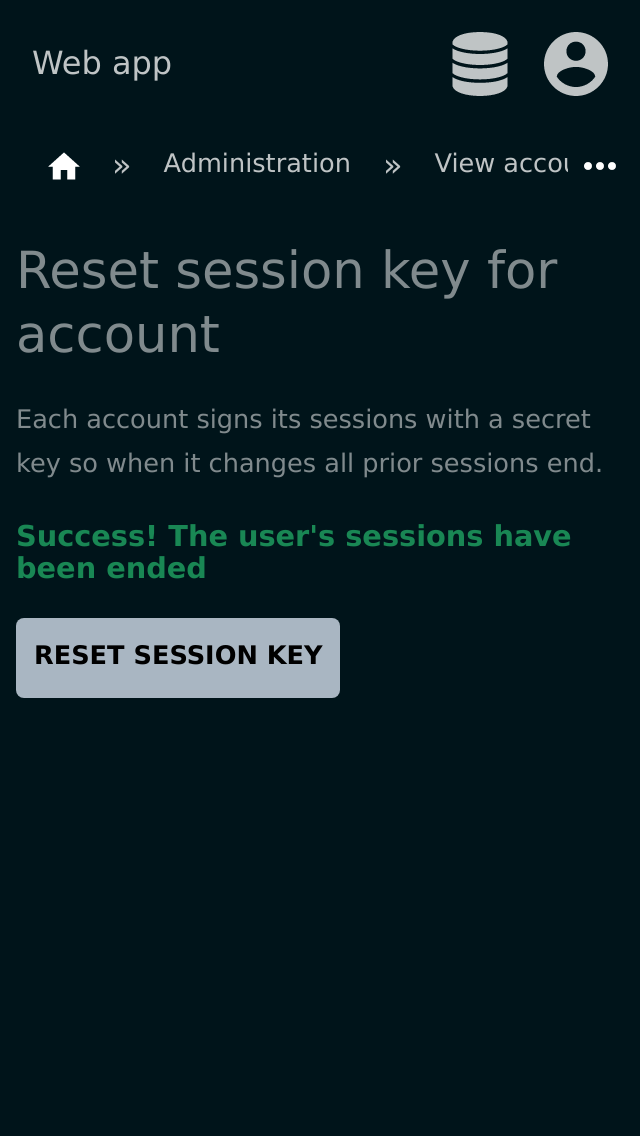 Web app
» Administration » View accou
Reset session key for
account
Each account signs its sessions with a secret
key so when it changes all prior sessions end.
Success! The user's sessions have
been ended
RESET SESSION KEY